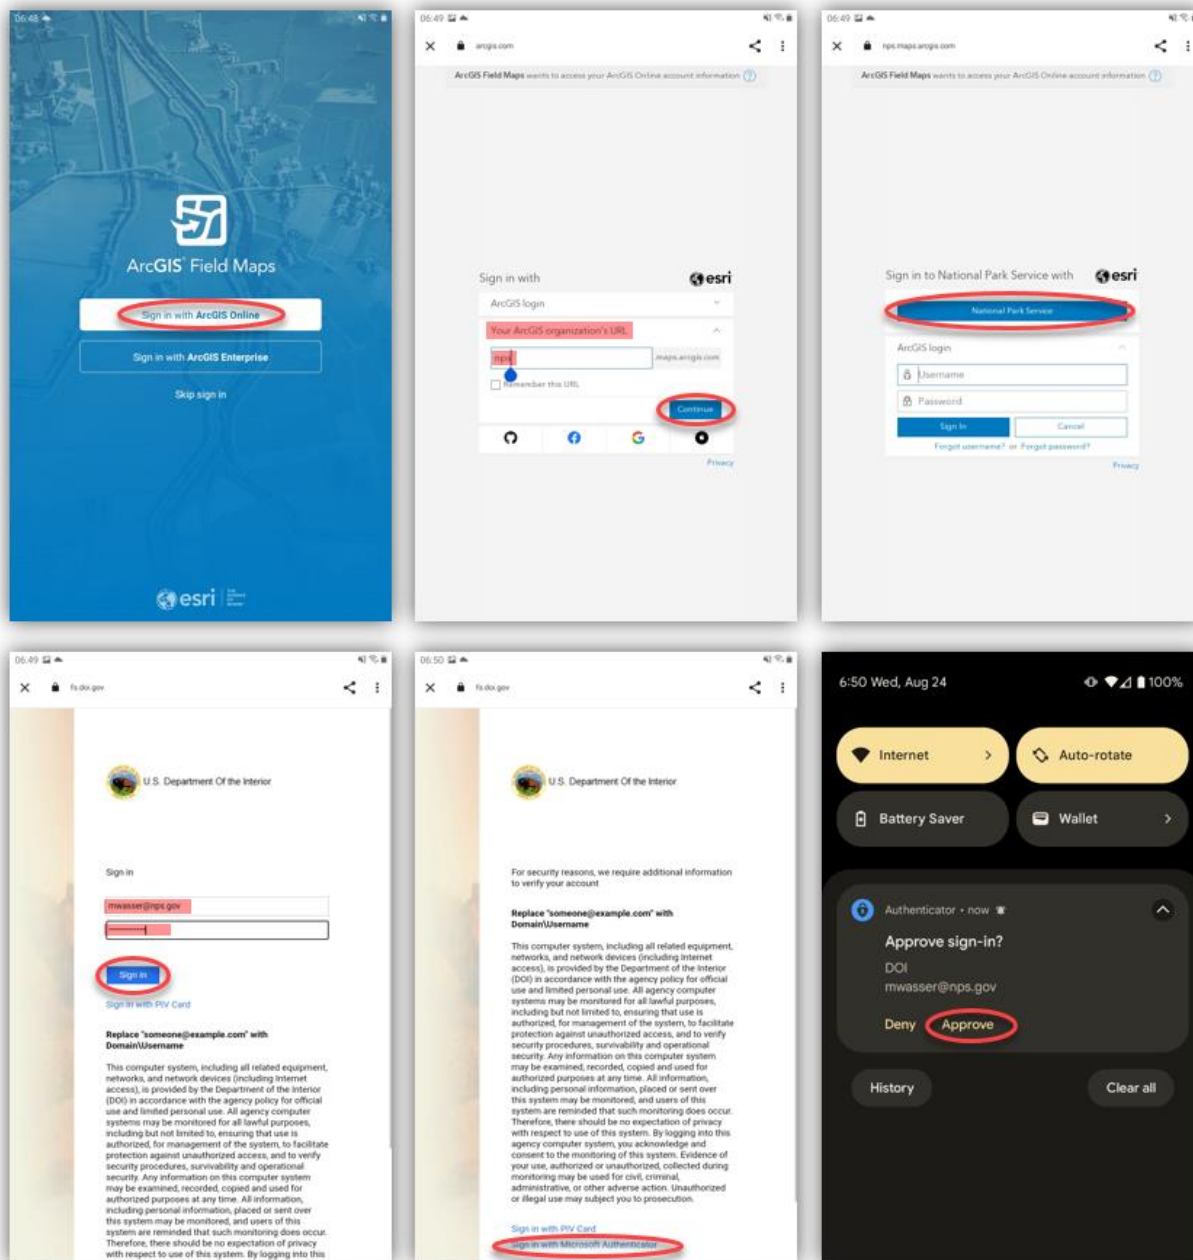 06:48
ArcGIS Field Maps
Sign in with ArcGIS Online
Sign in with ArcGIS Enterprise
Skip sign in
esri
06:49
arcgis.com
ArcGIS Field Maps wants to access your ArcGIS Online account information
Sign in with
esri
ArcGIS login
Your ArcGIS organization's URL
nps
.maps.arcgis.com
Remember this URL
Continue
Privacy
06:49
nps.maps.arcgis.com
ArcGIS Field Maps wants to access your ArcGIS Online account information
Sign in to National Park Service with
esri
National Park Service
ArcGIS login
Username
Password
Sign In
Cancel
Forgot username? or Forgot password?
Privacy
06:49
fs.doi.gov
U.S. Department Of the Interior
Sign in
mwasser@nps.gov
Sign in
Sign in with PIV Card
Replace "someone@example.com" with
Domain\Username
This computer system, including all related equipment,
networks, and network devices (including Internet
access), is provided by the Department of the Interior
(DOI) in accordance with the agency policy for official
use and limited personal use. All agency computer
systems may be monitored for all lawful purposes,
including but not limited to, ensuring that use is
authorized, for management of the system, to facilitate
protection against unauthorized access, and to verify
security procedures, survivability and operational
security. Any information on this computer system
may be examined, recorded, copied and used for
authorized purposes at any time. All information,
including personal information, placed or sent over
this system may be monitored, and users of this
system are reminded that such monitoring does occur.
Therefore, there should be no expectation of privacy
with respect to use of this system. By logging into this
06:50
fs.doi.gov
U.S. Department Of the Interior
For security reasons, we require additional information
to verify your account
Replace "someone@example.com" with
Domain\Username
This computer system, including all related equipment,
networks, and network devices (including Internet
access), is provided by the Department of the Interior
(DOI) in accordance with the agency policy for official
use and limited personal use. All agency computer
systems may be monitored for all lawful purposes,
including but not limited to, ensuring that use is
authorized, for management of the system, to facilitate
protection against unauthorized access, and to verify
security procedures, survivability and operational
security. Any information on this computer system
may be examined, recorded, copied and used for
authorized purposes at any time. All information,
including personal information, placed or sent over
this system may be monitored, and users of this
system are reminded that such monitoring does occur.
Therefore, there should be no expectation of privacy
with respect to use of this system. By logging into this
agency computer system, you acknowledge and
consent to the monitoring of this system. Evidence of
your use, authorized or unauthorized, collected during
monitoring may be used for civil, criminal,
administrative, or other adverse action. Unauthorized
or illegal use may subject you to prosecution.
Sign in with PIV Card
Sign in with Microsoft Authenticator
6:50 Wed, Aug 24
100%
Internet
Auto-rotate
Battery Saver
Wallet
Authenticator • now
Approve sign-in?
DOI
mwasser@nps.gov
Deny
Approve
History
Clear all